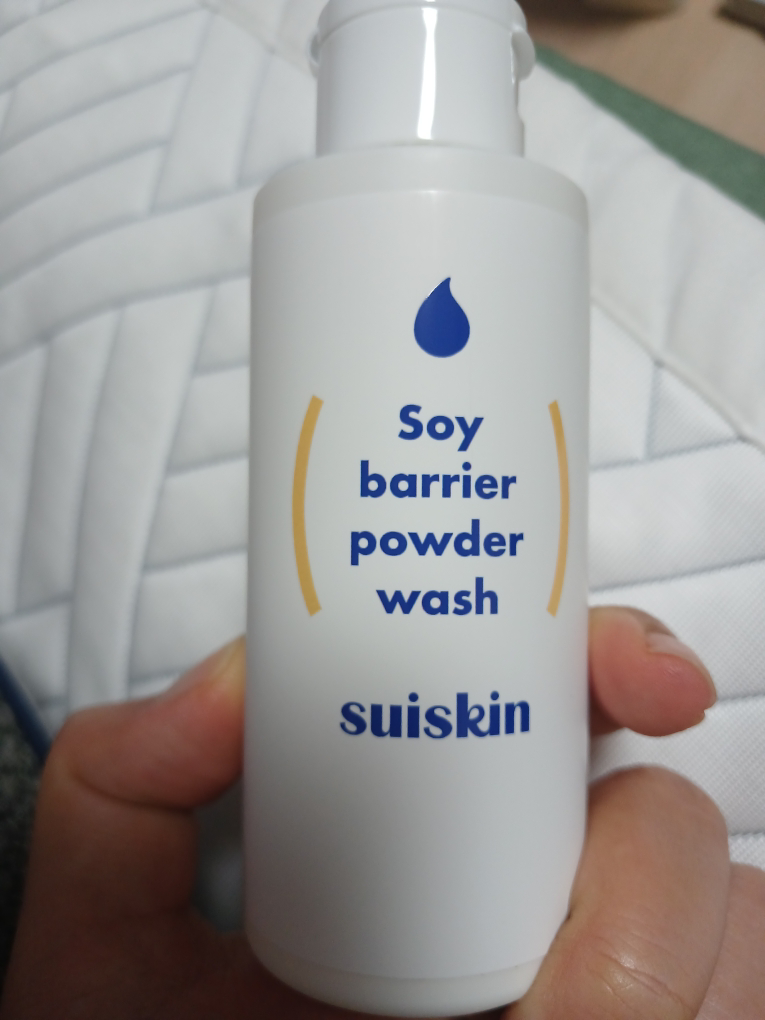 Soy
barrier
powder
wash
suiskin